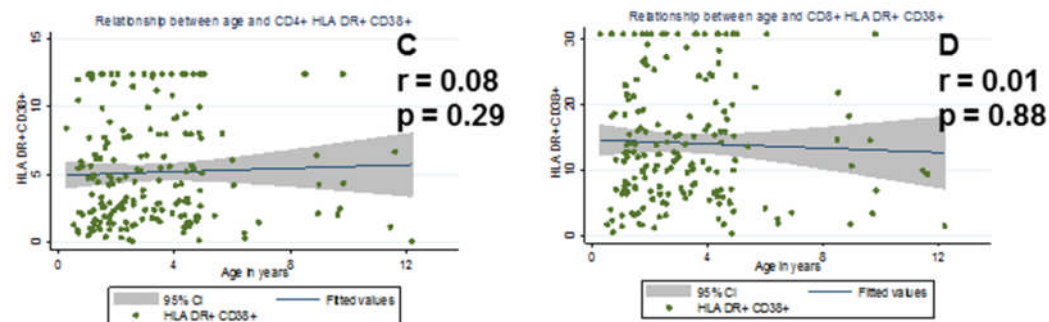 Relationship between age and CD4+ HLA DR+ CD38+
C
r = 0.08
p = 0.29
HLA DR+ CD38+
15
10
5
0
0 4 8 12
Age in years
95% CI Fitted values
HLA DR+ CD38+
Relationship between age and CD8+ HLA DR+ CD38+
D
r = 0.01
p = 0.88
HLA DR+ CD38+
30
20
10
0
0 4 8 12
Age in years
95% CI Fitted values
HLA DR+ CD38+